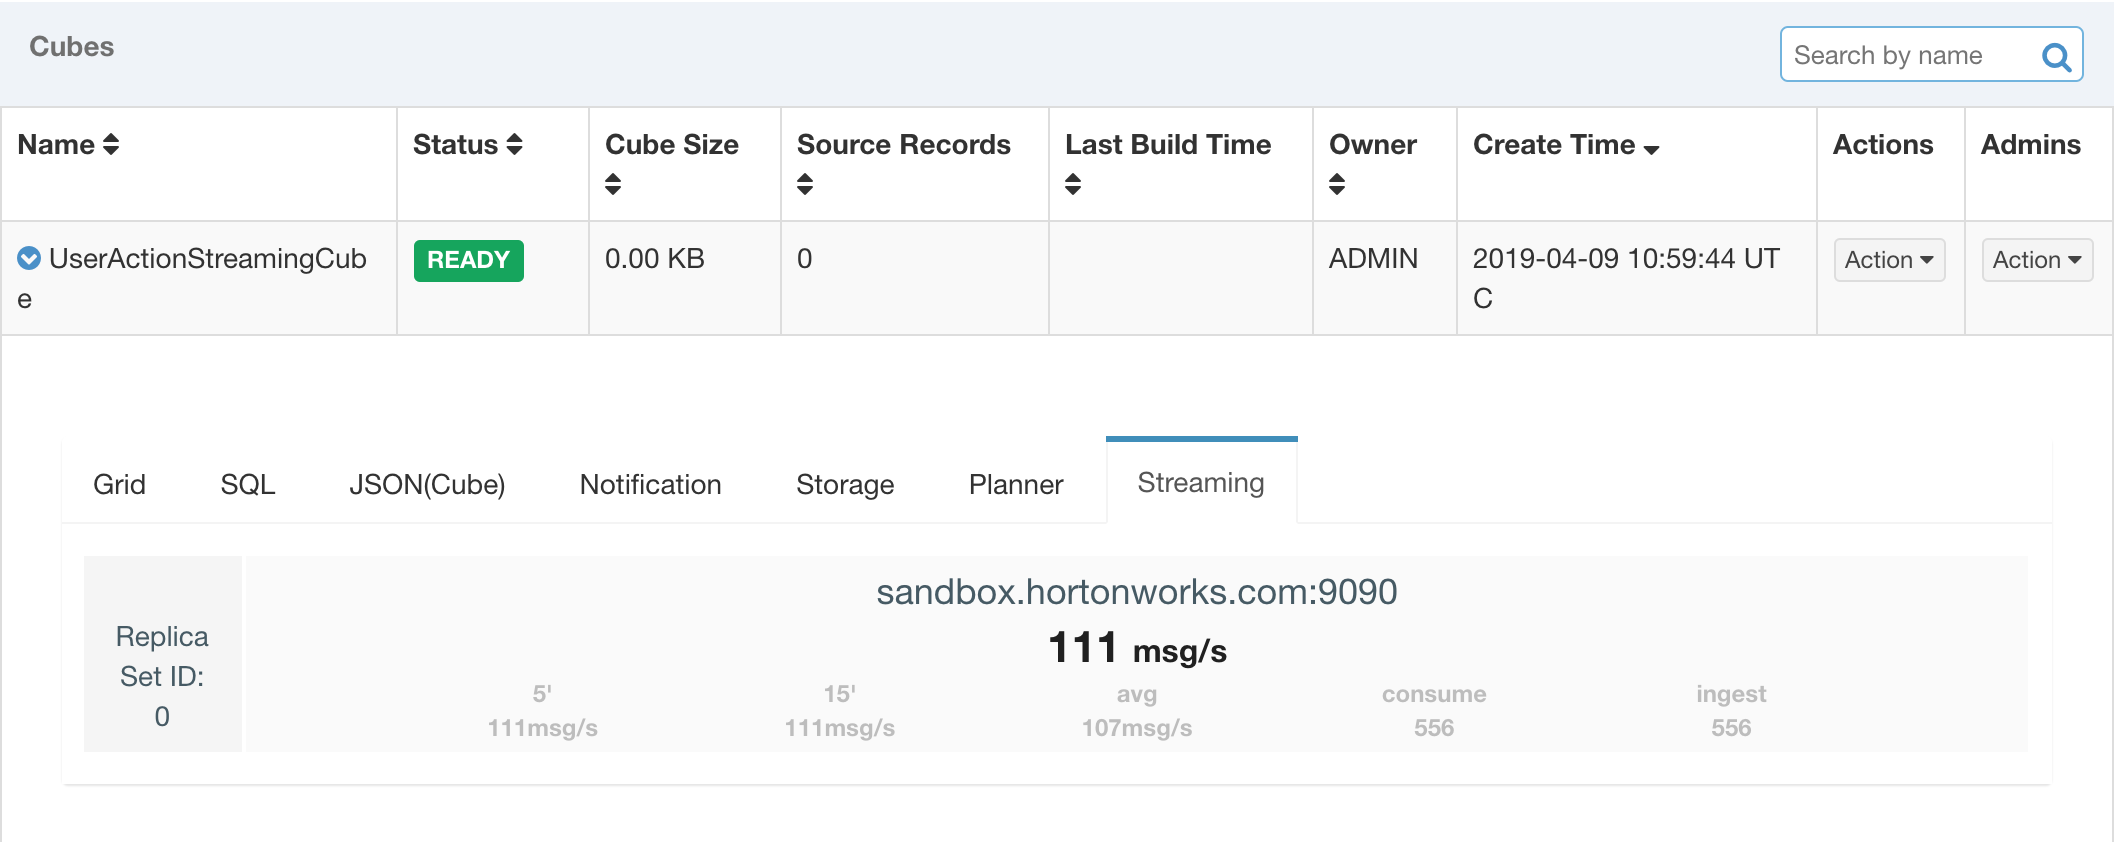 Cubes
Search by name
Name Status Cube Size Source Records Last Build Time Owner Create Time Actions Admins
UserActionStreamingCub READY 0.00 KB 0 ADMIN 2019-04-09 10:59:44 UT Action Action
e C
Grid SQL JSON(Cube) Notification Storage Planner Streaming
sandbox.hortonworks.com:9090
Replica
Set ID:
0
111 msg/s
5' 15' avg consume ingest
111msg/s 111msg/s 107msg/s 556 556